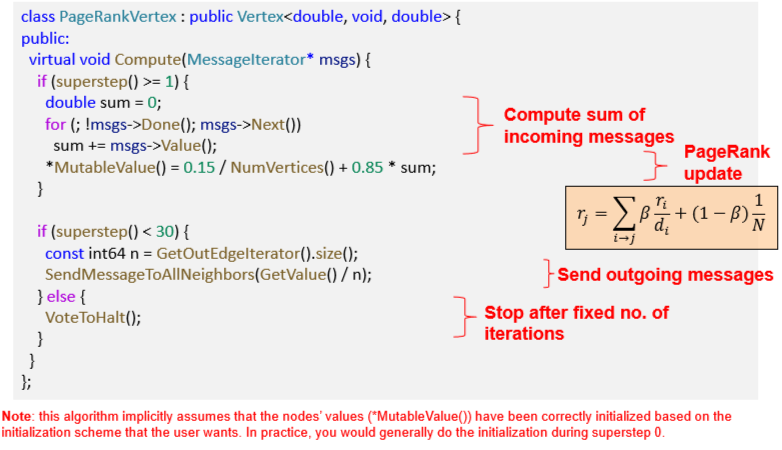 class PageRankVertex : public Vertex<double, void, double> {
public:
virtual void Compute(MessageIterator* msgs) {
if (superstep() >= 1) {
double sum = 0;
for (; !msgs->Done(); msgs->Next())
sum += msgs->Value();
*MutableValue() = 0.15 / NumVertices() + 0.85 * sum;
}
Compute sum of
incoming messages
PageRank
update
r_j = \sum_{i→j} β \frac{r_i}{d_i} + (1 − β) \frac{1}{N}
if (superstep() < 30) {
const int64 n = GetOutEdgeIterator().size();
SendMessageToAllNeighbors(GetValue() / n);
Send outgoing messages
} else {
VoteToHalt();
}
Stop after fixed no. of
iterations
}
};
Note: this algorithm implicitly assumes that the nodes' values (*MutableValue()) have been correctly initialized based on the
initialization scheme that the user wants. In practice, you would generally do the initialization during superstep 0.